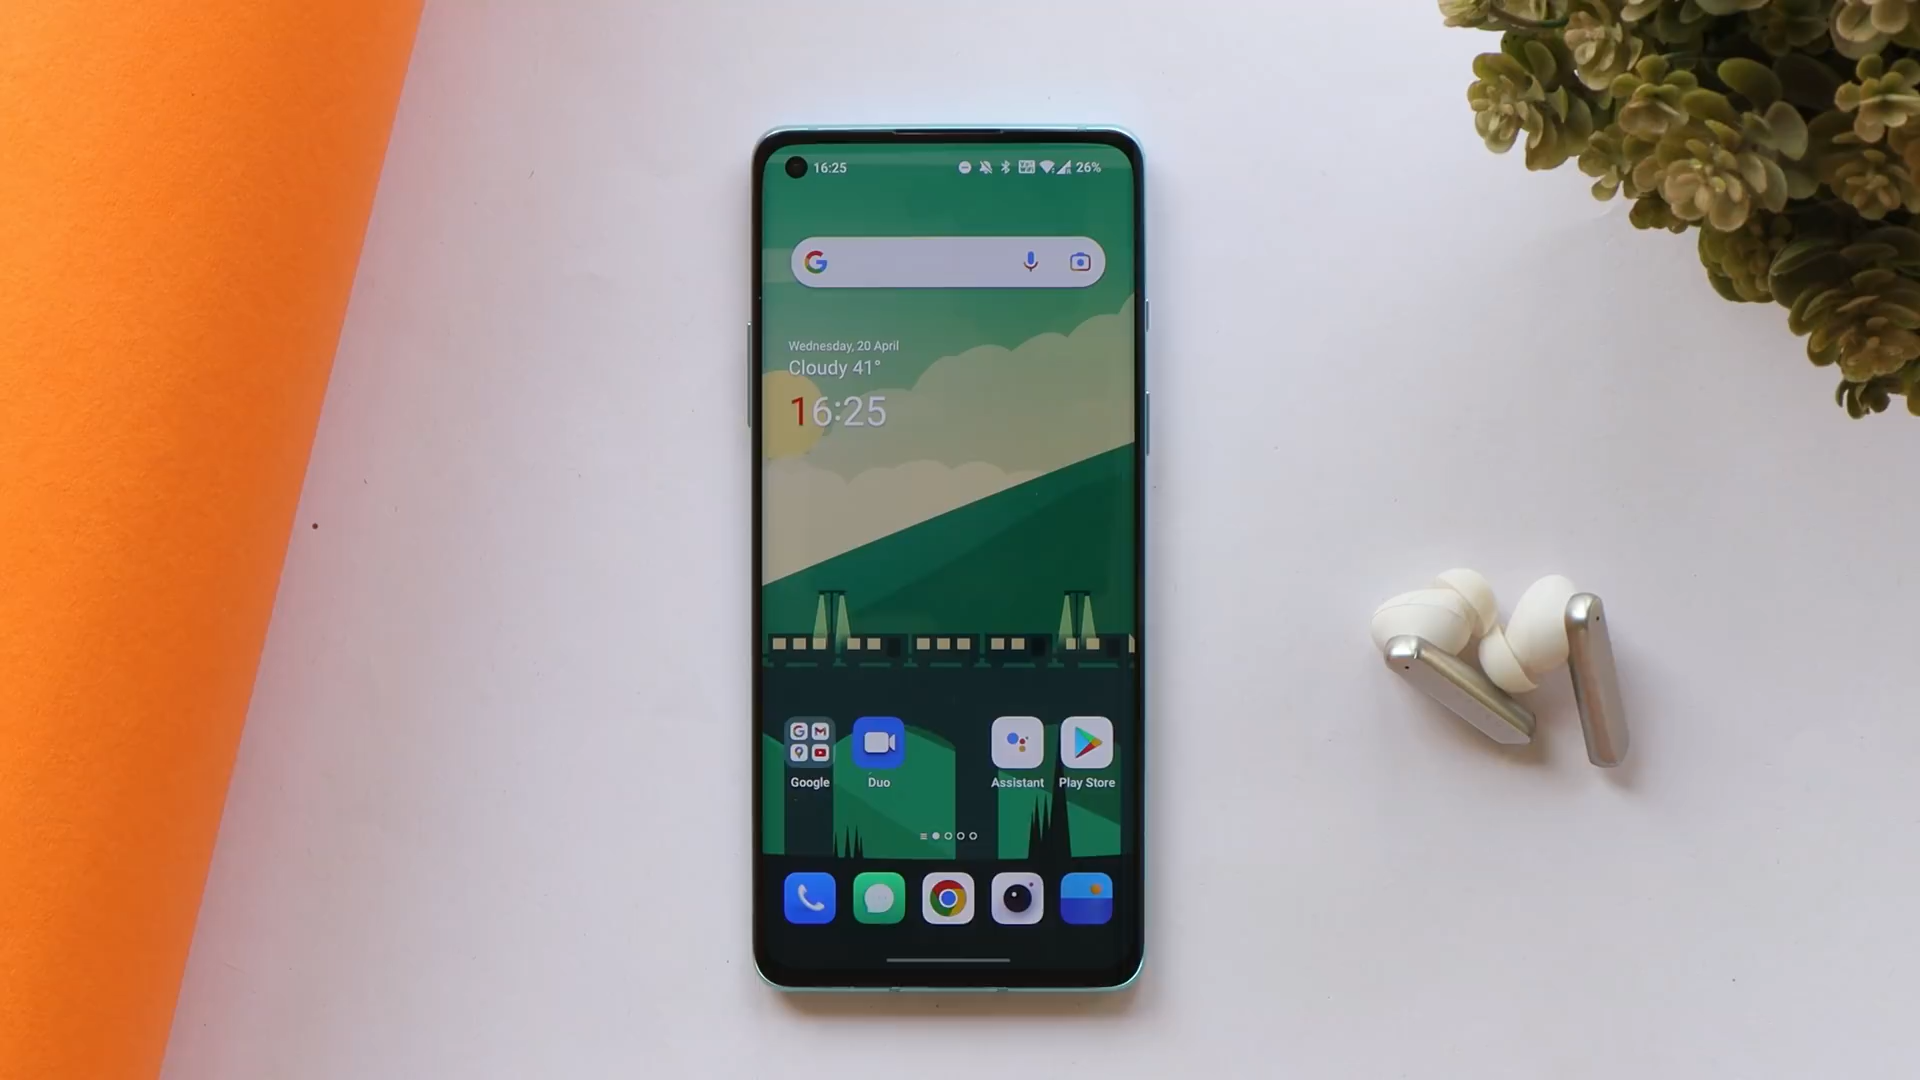 16:25 26%
Wednesday, 20 April
Cloudy 41°
16:25
Google Duo Assistant Play Store